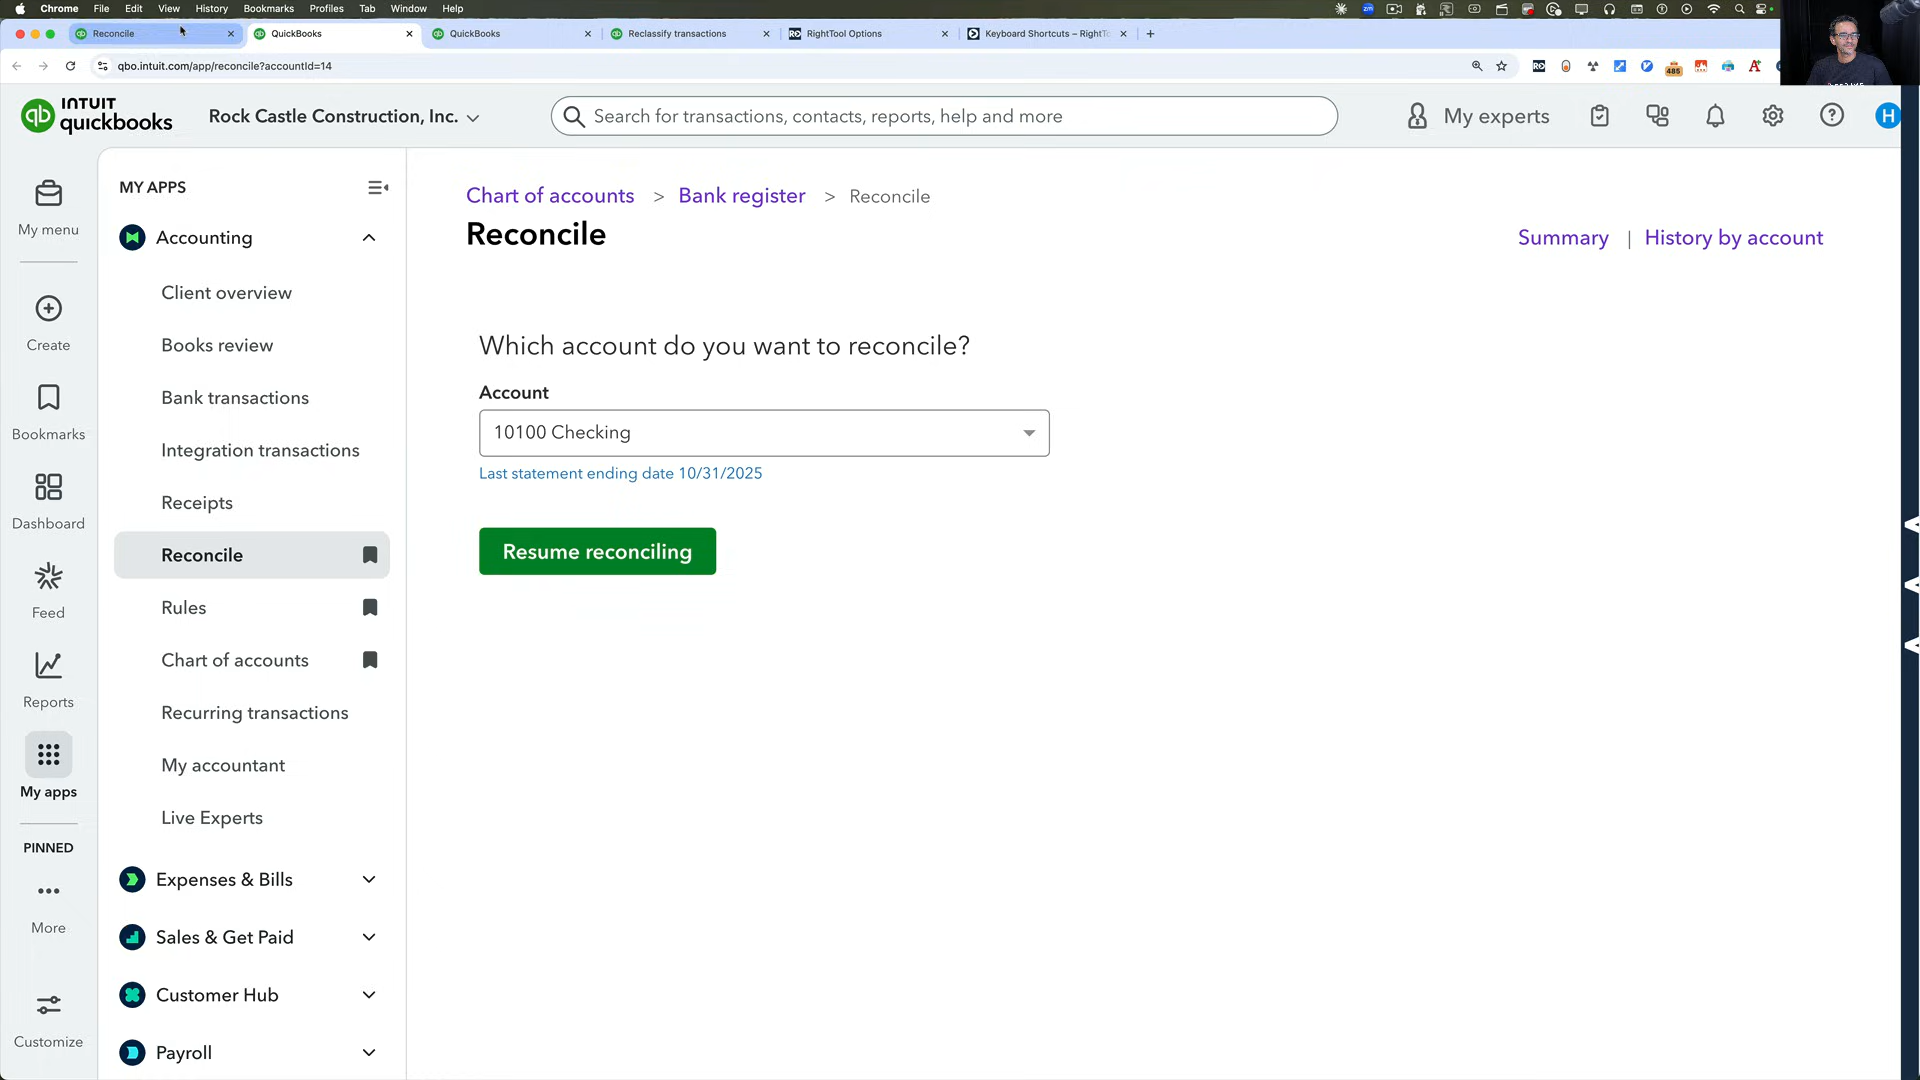 Chrome File Edit View History Bookmarks Profiles Tab Window Help
Reconcile QuickBooks QuickBooks Reclassify transactions RightTool Options Keyboard Shortcuts – RightTo
qbo.intuit.com/app/reconcile?accountId=14
485
INTUIT
quickbooks
Rock Castle Construction, Inc.
Search for transactions, contacts, reports, help and more
My experts
H
My menu
Create
Bookmarks
Dashboard
Feed
Reports
My apps
PINNED
More
Customize
MY APPS
Accounting
Client overview
Books review
Bank transactions
Integration transactions
Receipts
Reconcile
Rules
Chart of accounts
Recurring transactions
My accountant
Live Experts
Expenses & Bills
Sales & Get Paid
Customer Hub
Payroll
Chart of accounts > Bank register > Reconcile
Reconcile
Summary | History by account
Which account do you want to reconcile?
Account
10100 Checking
Last statement ending date 10/31/2025
Resume reconciling